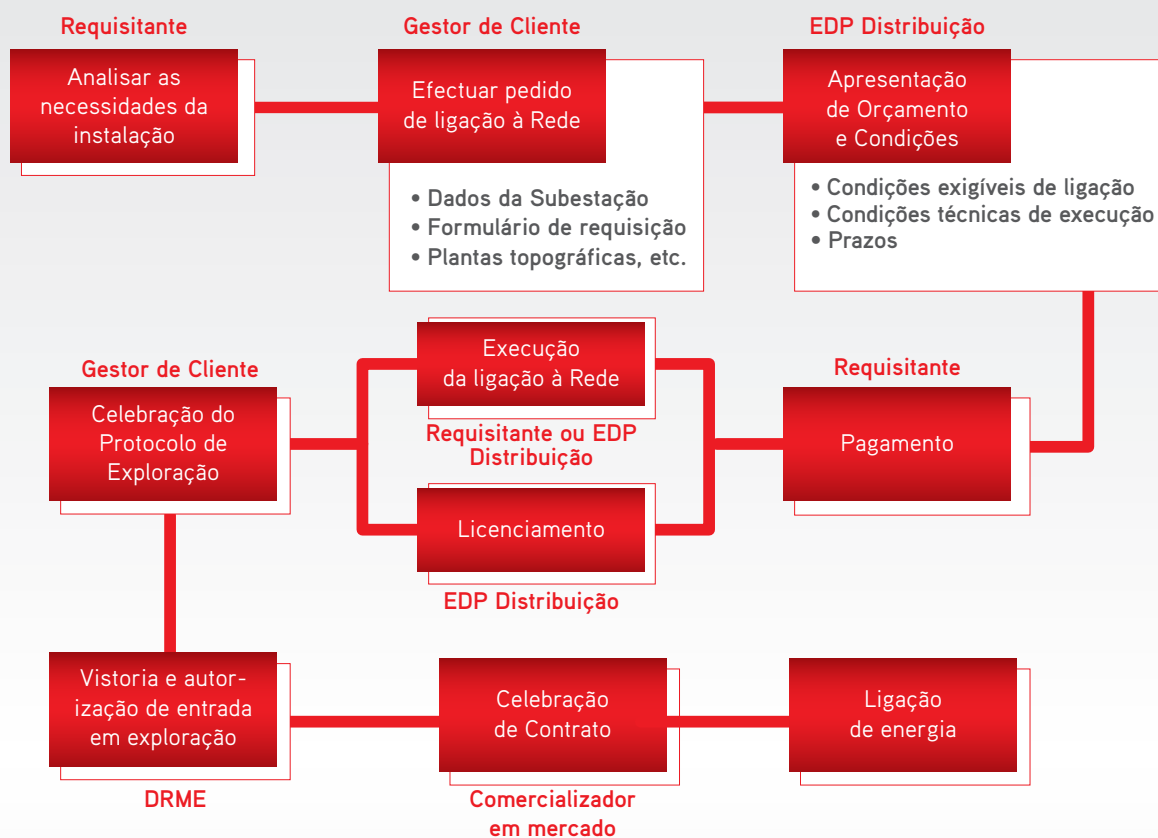 Requisitante
Analisar as
necessidades da
instalação
Gestor de Cliente
Efectuar pedido
de ligação à Rede
• Dados da Subestação
• Formulário de requisição
• Plantas topográficas, etc.
EDP Distribuição
Apresentação
de Orçamento
e Condições
• Condições exigíveis de ligação
• Condições técnicas de execução
• Prazos
Requisitante
Pagamento
Execução
da ligação à Rede
Requisitante ou EDP
Distribuição
Licenciamento
EDP Distribuição
Gestor de Cliente
Celebração do
Protocolo de
Exploração
Vistoria e autor-
ização de entrada
em exploração
DRME
Celebração
de Contrato
Comercializador
em mercado
Ligação
de energia